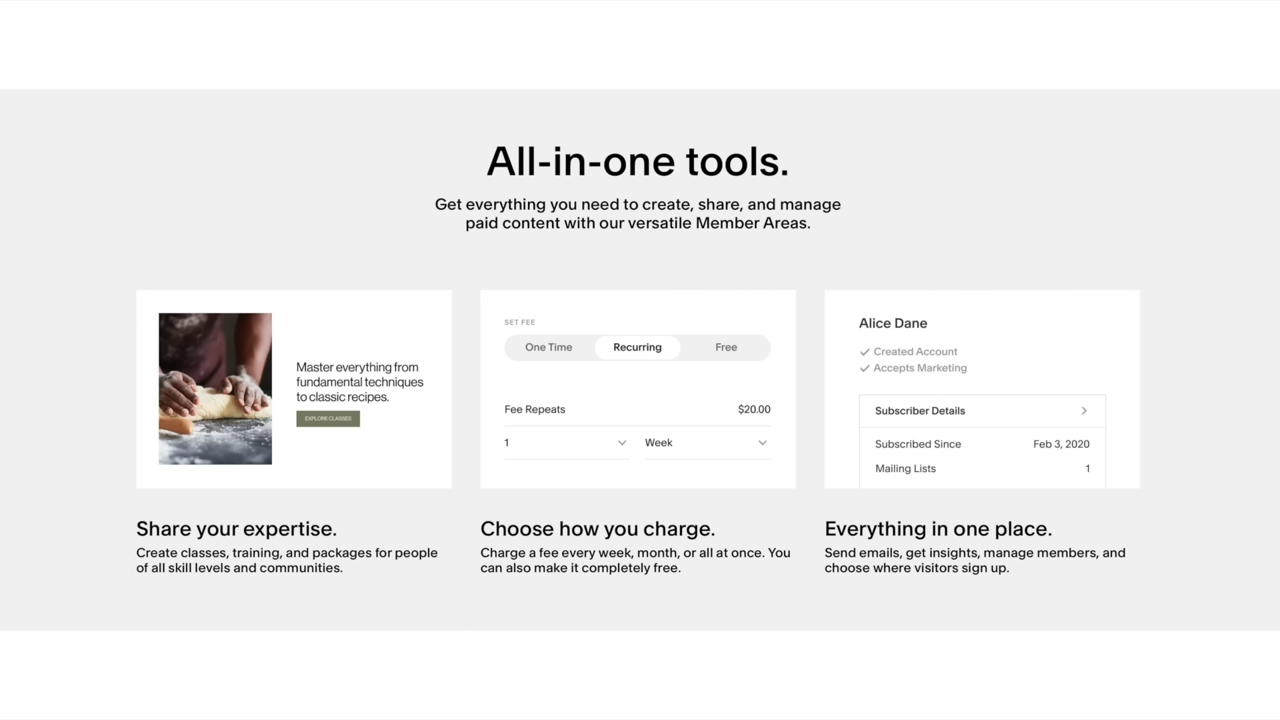 All-in-one tools.
Get everything you need to create, share, and manage
paid content with our versatile Member Areas.
Master everything from
fundamental techniques
to classic recipes.
EXPLORE CLASSES
SET FEE
One Time Recurring Free
Fee Repeats $20.00
1 Week
Alice Dane
Created Account
Accepts Marketing
Subscriber Details
Subscribed Since Feb 3, 2020
Mailing Lists 1
Share your expertise.
Create classes, training, and packages for people
of all skill levels and communities.
Choose how you charge.
Charge a fee every week, month, or all at once. You
can also make it completely free.
Everything in one place.
Send emails, get insights, manage members, and
choose where visitors sign up.